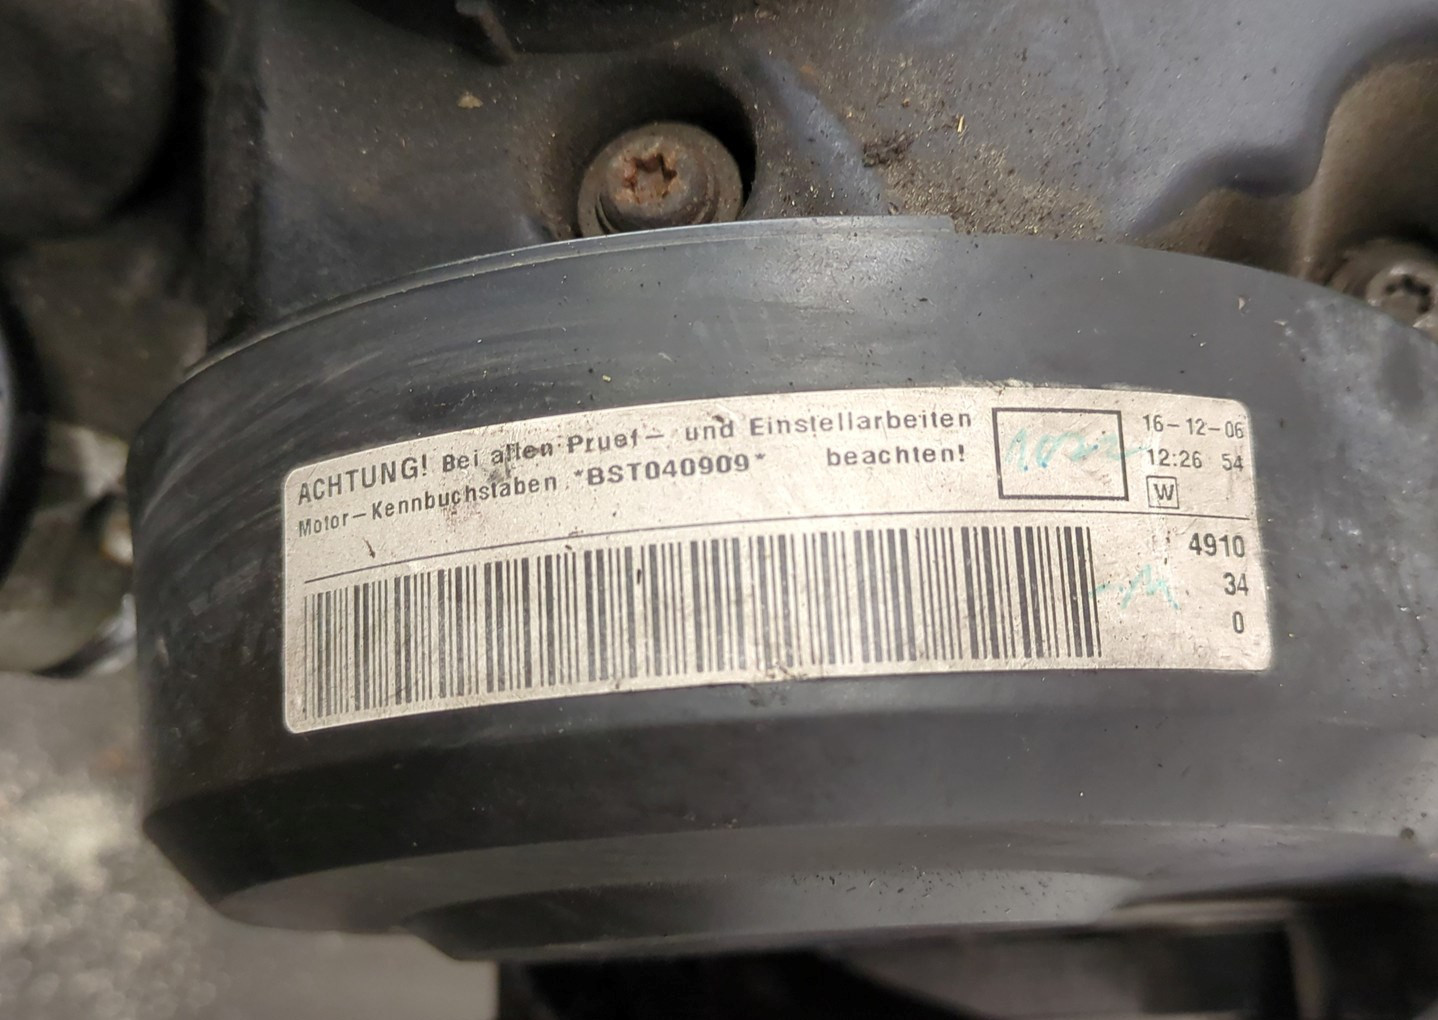 ACHTUNG! Bei allen Pruef- und Einstellarbeiten
Motor-Kennbuchstaben *BST040909* beachten!
1022
16-12-06
12:26 54
W
4910
34
0